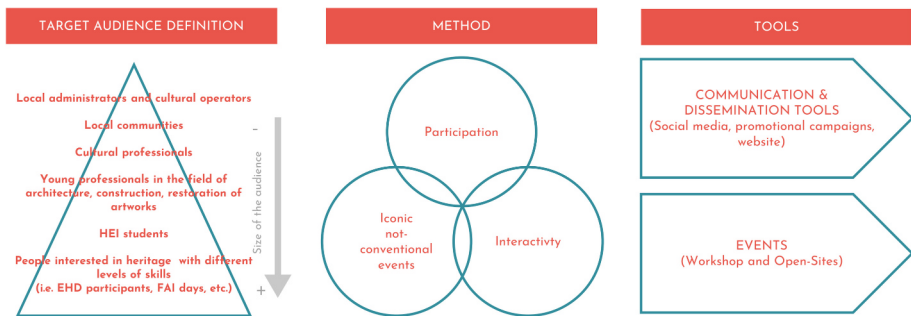 TARGET AUDIENCE DEFINITION
Local administrators and cultural operators
Local communities
Cultural professionals
Young professionals in the field of
architecture, construction, restoration of
artworks
HEI students
People interested in heritage with different
levels of skills
(i.e. EHD participants, FAI days, etc.)
-
Size of the audience
+
METHOD
Participation
Iconic
not-
conventional
events
Interactivty
TOOLS
COMMUNICATION &
DISSEMINATION TOOLS
(Social media, promotional campaigns,
website)
EVENTS
(Workshop and Open-Sites)